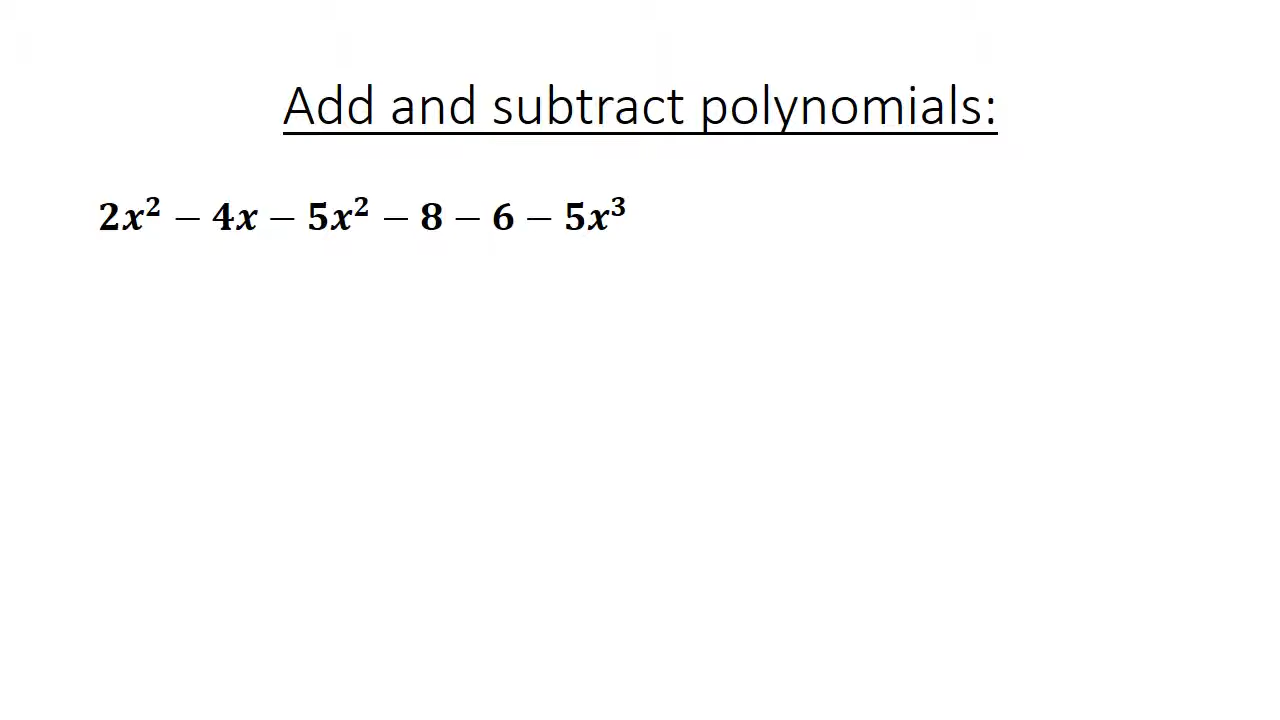 Add and subtract polynomials:
2x² − 4x − 5x² − 8 − 6 − 5x³